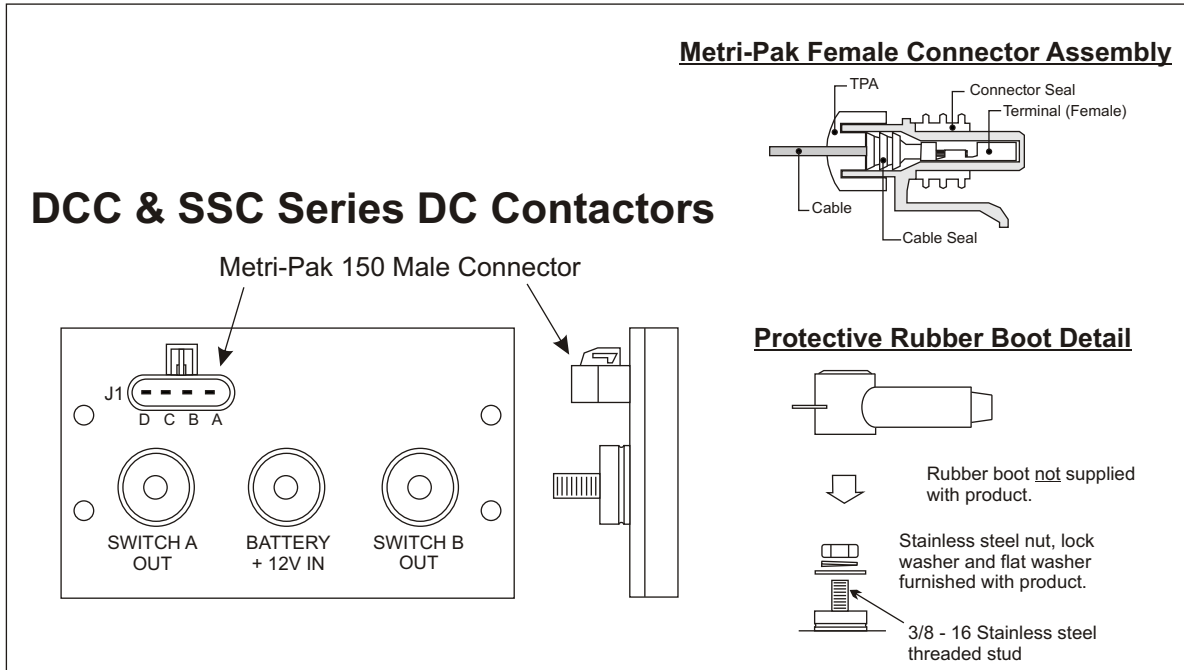 Metri-Pak Female Connector Assembly
TPA
Connector Seal
Terminal (Female)
Cable
Cable Seal
DCC & SSC Series DC Contactors
Metri-Pak 150 Male Connector
J1
D C B A
SWITCH A
OUT
BATTERY
+ 12V IN
SWITCH B
OUT
Protective Rubber Boot Detail
Rubber boot not supplied
with product.
Stainless steel nut, lock
washer and flat washer
furnished with product.
3/8 - 16 Stainless steel
threaded stud